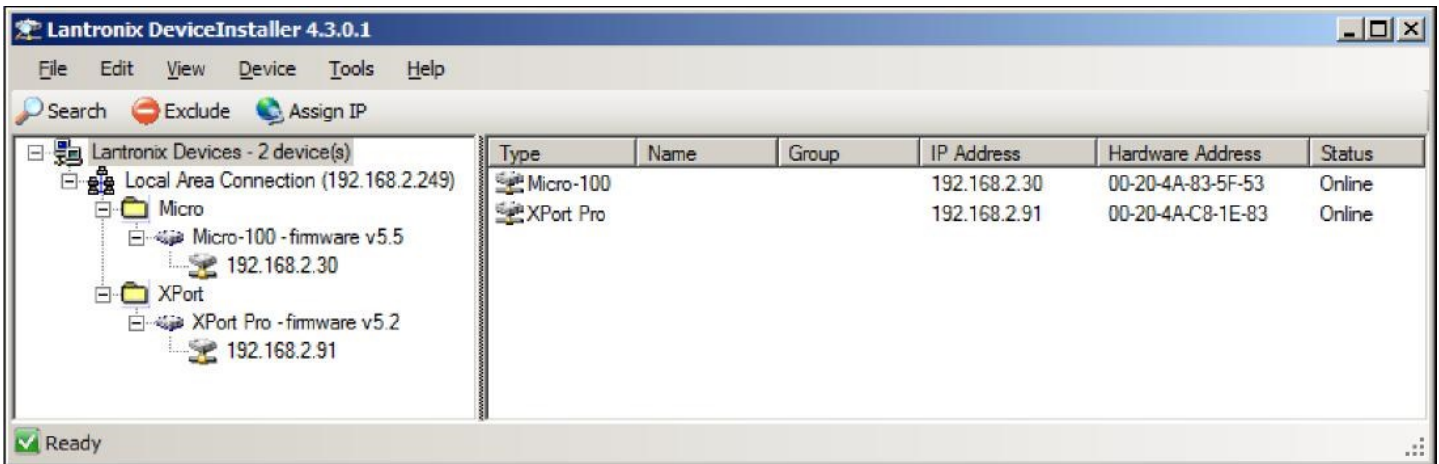 Lantronix DeviceInstaller 4.3.0.1
File Edit View Device Tools Help
Search Exclude Assign IP
Lantronix Devices - 2 device(s)
Local Area Connection (192.168.2.249)
Micro
Micro-100 - firmware v5.5
192.168.2.30
XPort
XPort Pro - firmware v5.2
192.168.2.91
Type Name Group IP Address Hardware Address Status
Micro-100 192.168.2.30 00-20-4A-83-5F-53 Online
XPort Pro 192.168.2.91 00-20-4A-C8-1E-83 Online
Ready